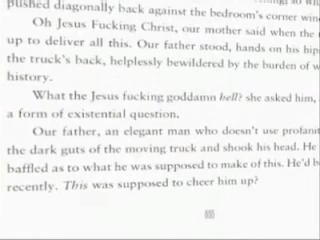 pushed diagonally back against the bedroom's corner wind
Oh Jesus Fucking Christ, our mother said when the
up to deliver all this. Our father stood, hands on his hips
the truck's back, helplessly bewildered by the burden of w
history.
What the Jesus fucking goddamn hell? she asked him,
a form of existential question.
Our father, an elegant man who doesn't use profanit
the dark guts of the moving truck and shook his head. He
baffled as to what he was supposed to make of this. He'd b
recently. This was supposed to cheer him up?